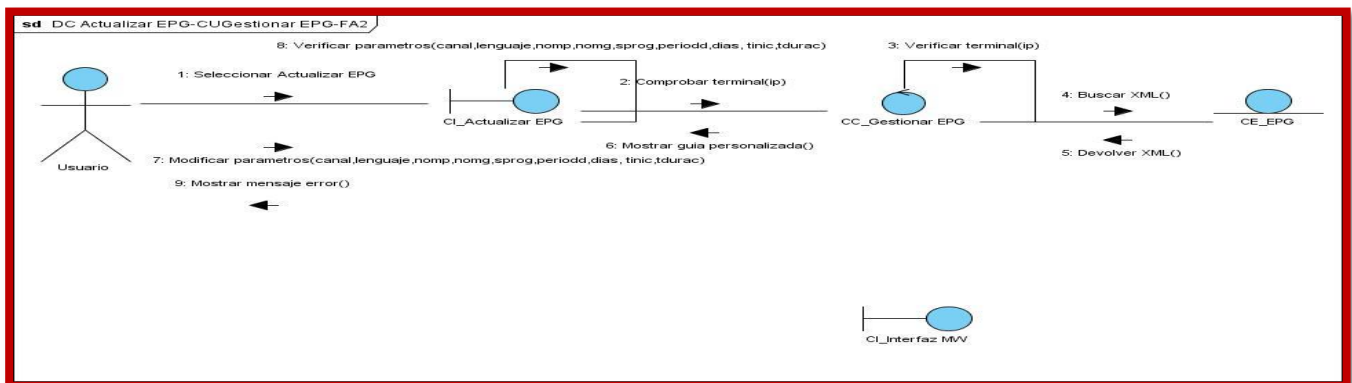 sd DC Actualizar EPG-CUGestionar EPG-FA2
8: Verificar parametros(canal,lenguaje,nomp,nomg,sprog,periodd,dias, tinic,tdurac)
3: Verificar terminal(ip)
1: Seleccionar Actualizar EPG
2: Comprobar terminal(ip)
4: Buscar XML()
CI_Actualizar EPG
CC_Gestionar EPG
CE_EPG
6: Mostrar guia personalizada()
5: Devolver XML()
Usuario
7: Modificar parametros(canal,lenguaje,nomp,nomg,sprog,periodd,dias, tinic,tdurac)
9: Mostrar mensaje error()
CI_Interfaz MW